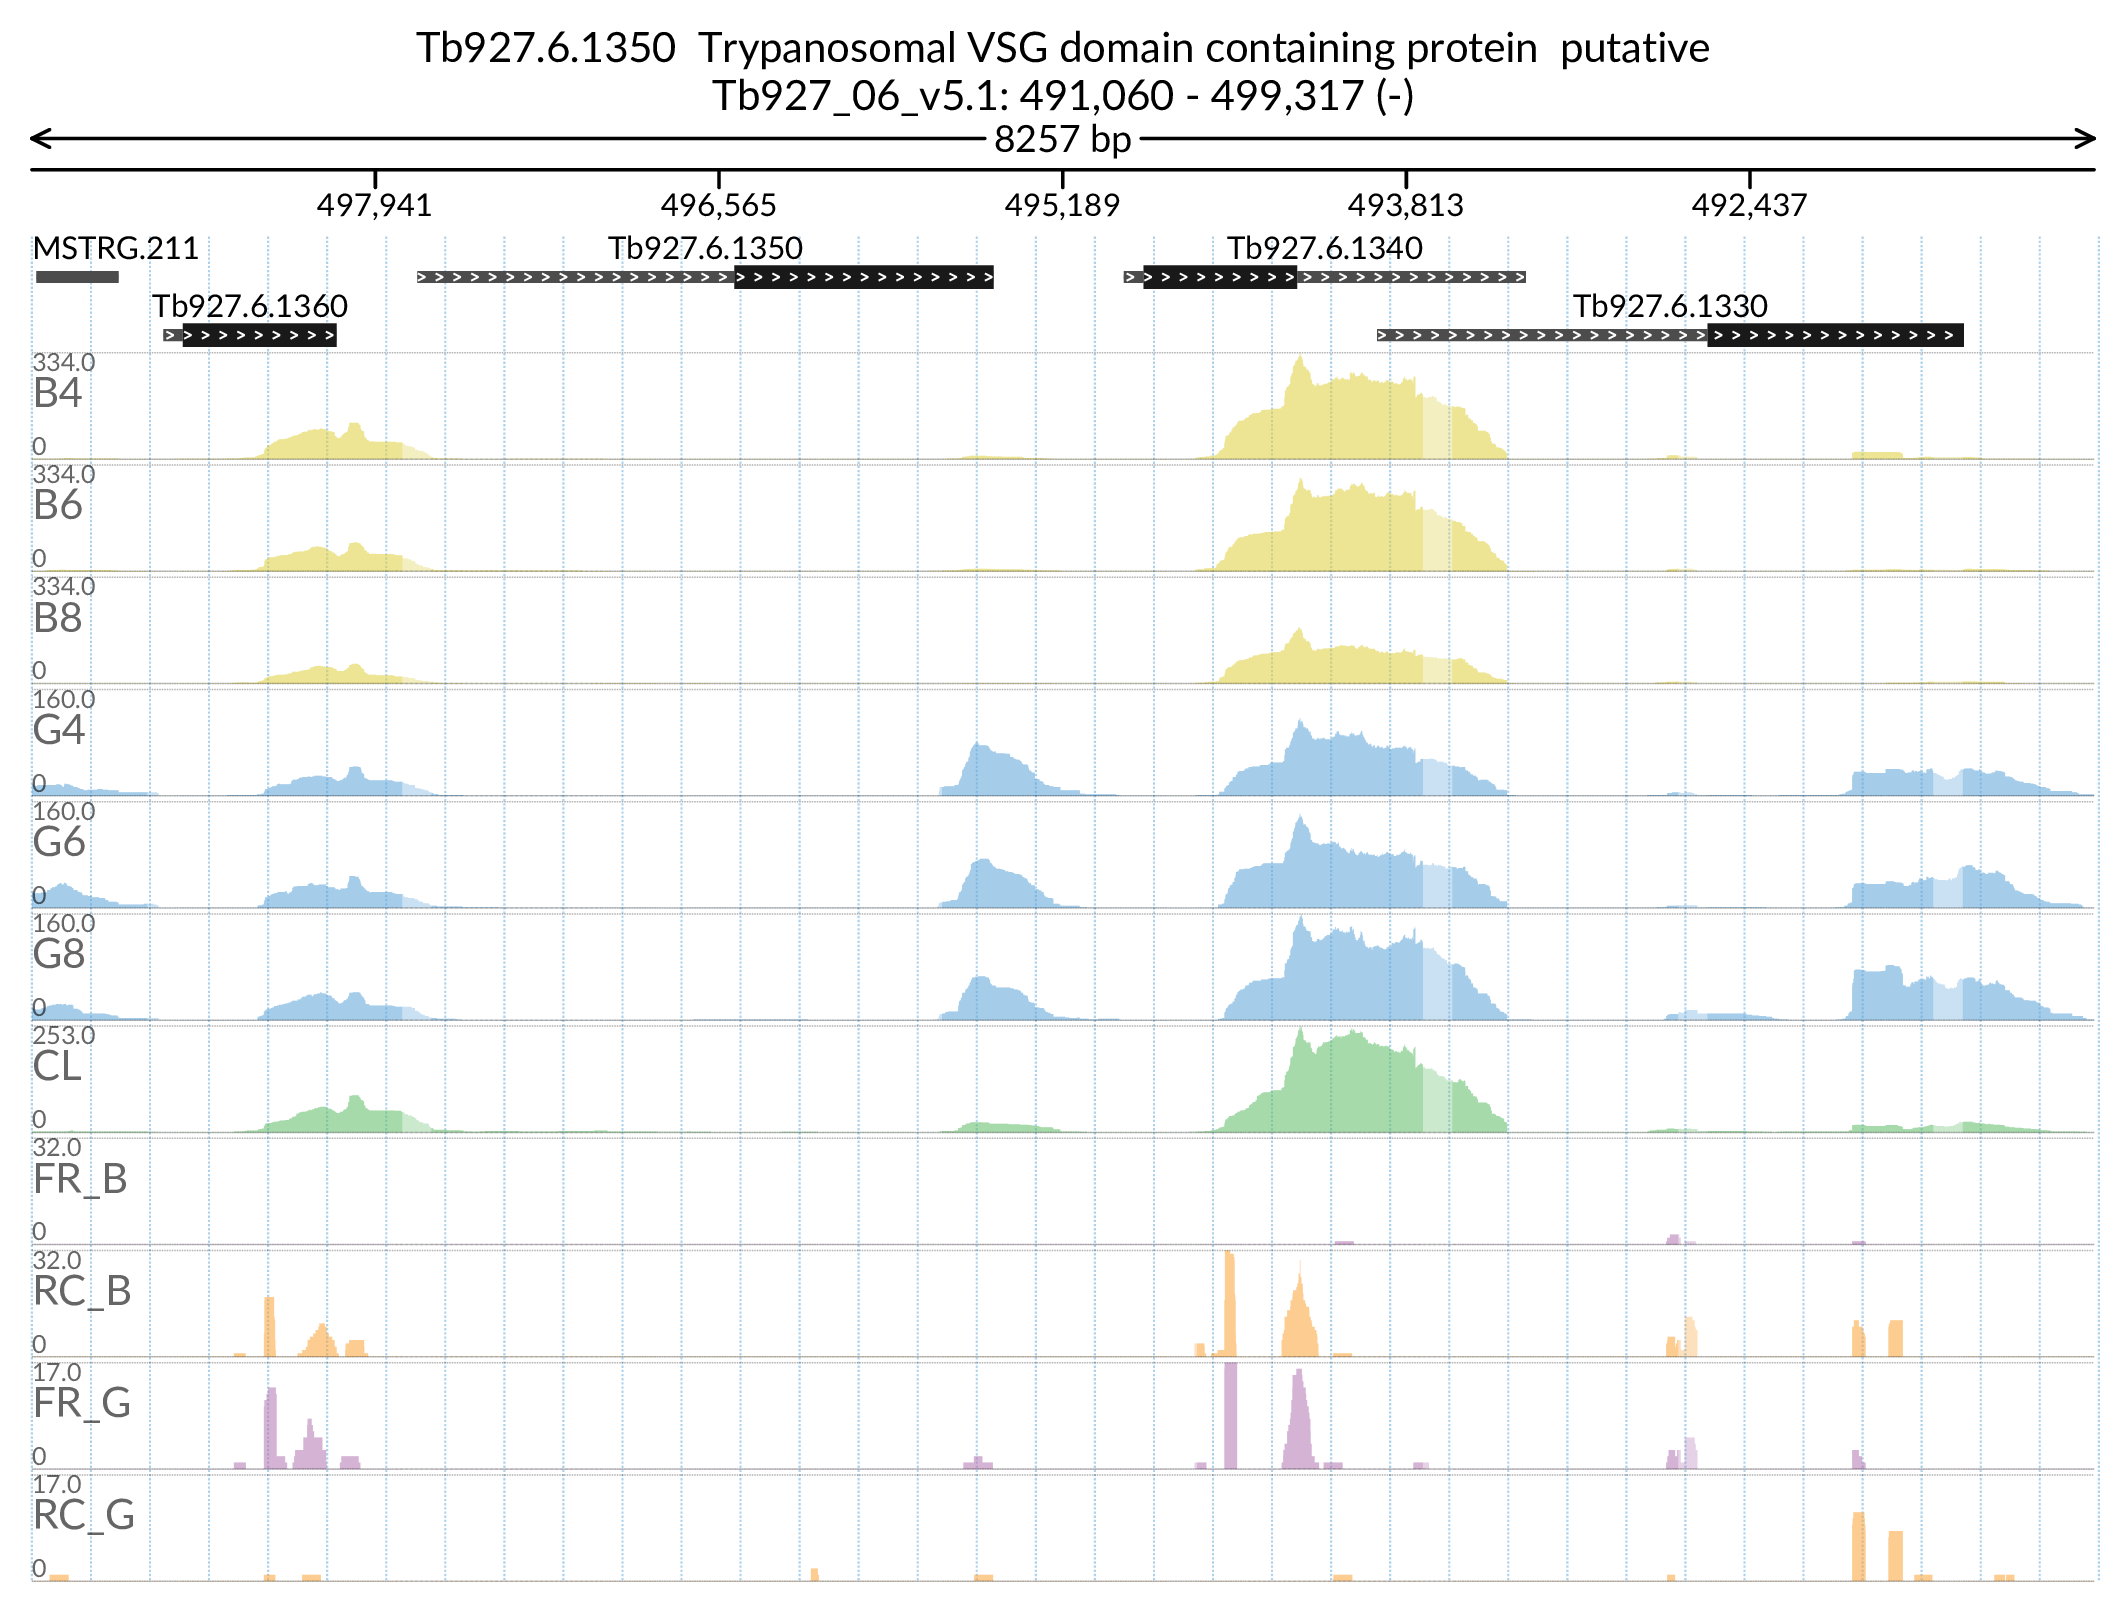 Tb927.6.1350  Trypanosomal VSG domain containing protein  putative
Tb927_06_v5.1: 491,060 - 499,317 (-)
8257 bp
497,941 496,565 495,189 493,813 492,437
MSTRG.211 Tb927.6.1350 Tb927.6.1340
Tb927.6.1360 Tb927.6.1330
334.0
B4
0
334.0
B6
0
334.0
B8
0
160.0
G4
0
160.0
G6
0
160.0
G8
0
253.0
CL
0
32.0
FR_B
0
32.0
RC_B
0
17.0
FR_G
0
17.0
RC_G
0